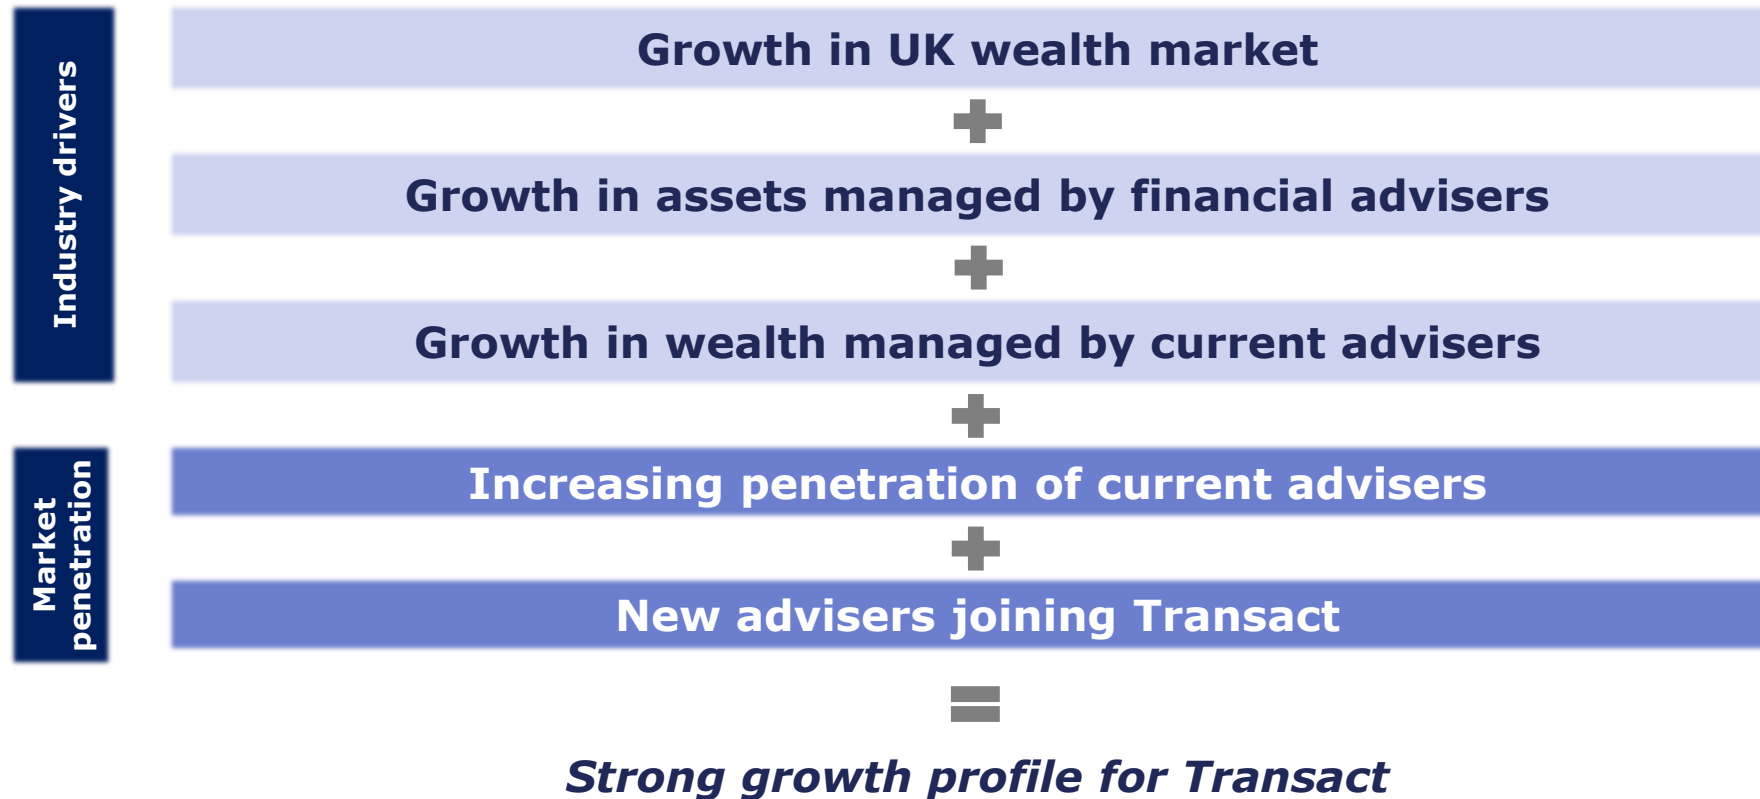 Industry drivers
Growth in UK wealth market
Growth in assets managed by financial advisers
Growth in wealth managed by current advisers
Market
penetration
Increasing penetration of current advisers
New advisers joining Transact
Strong growth profile for Transact